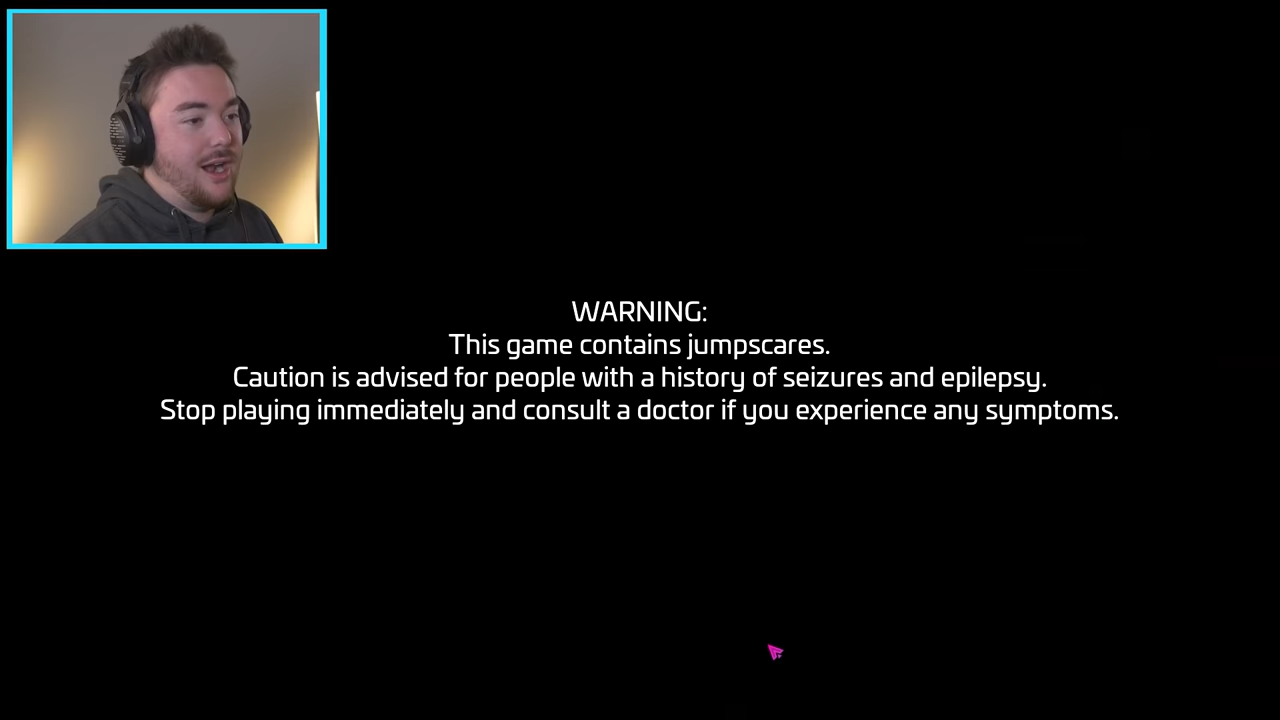 WARNING:
This game contains jumpscares.
Caution is advised for people with a history of seizures and epilepsy.
Stop playing immediately and consult a doctor if you experience any symptoms.